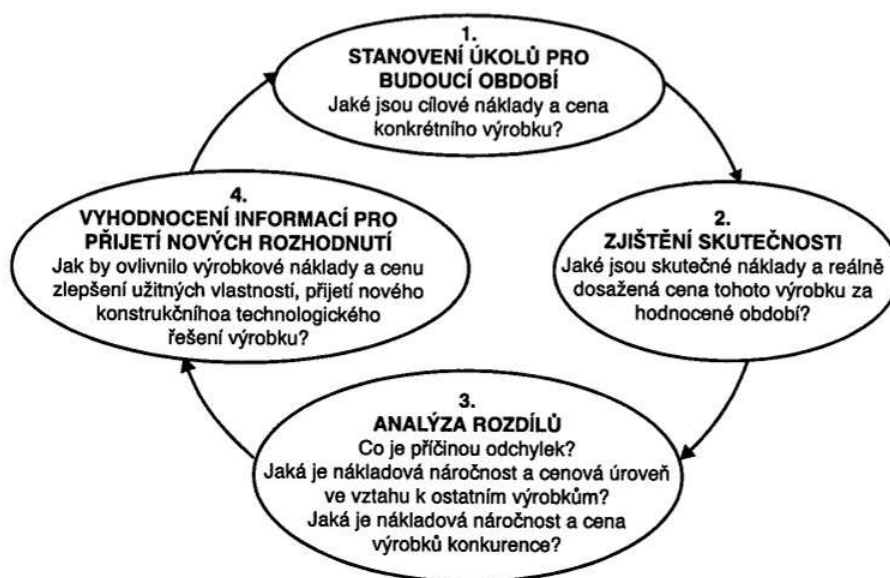 1.
STANOVENÍ ÚKOLŮ PRO
BUDOUCÍ OBDOBÍ
Jaké jsou cílové náklady a cena
konkrétního výrobku?
2.
ZJIŠTĚNÍ SKUTEČNOSTI
Jaké jsou skutečné náklady a reálně
dosažená cena tohoto výrobku za
hodnocené období?
3.
ANALÝZA ROZDÍLŮ
Co je příčinou odchylek?
Jaká je nákladová náročnost a cenová úroveň
ve vztahu k ostatním výrobkům?
Jaká je nákladová náročnost a cena
výrobků konkurence?
4.
VYHODNOCENÍ INFORMACÍ PRO
PŘIJETÍ NOVÝCH ROZHODNUTÍ
Jak by ovlivnilo výrobkové náklady a cenu
zlepšení užitných vlastností, přijetí nového
konstrukčníhoa technologického
řešení výrobku?